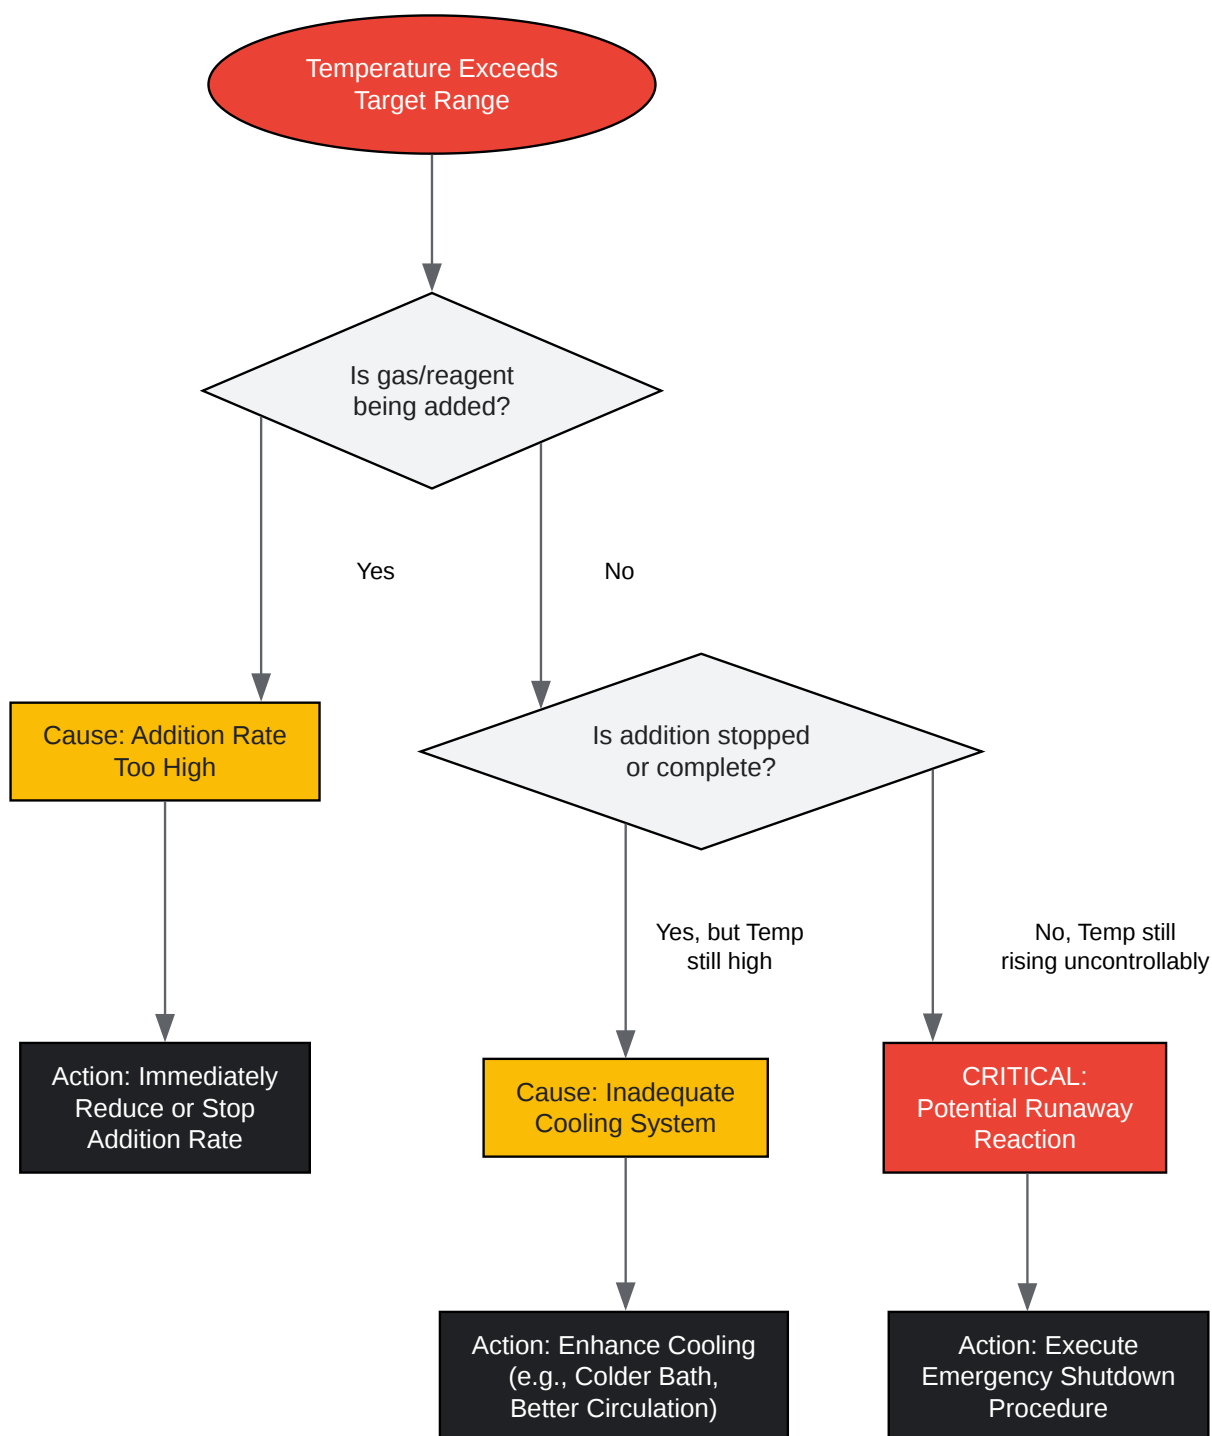 Temperature Exceeds
Target Range
Is gas/reagent
being added?
Yes
No
Cause: Addition Rate
Too High
Is addition stopped
or complete?
Yes, but Temp
still high
No, Temp still
rising uncontrollably
Action: Immediately
Reduce or Stop
Addition Rate
Cause: Inadequate
Cooling System
CRITICAL:
Potential Runaway
Reaction
Action: Enhance Cooling
(e.g., Colder Bath,
Better Circulation)
Action: Execute
Emergency Shutdown
Procedure